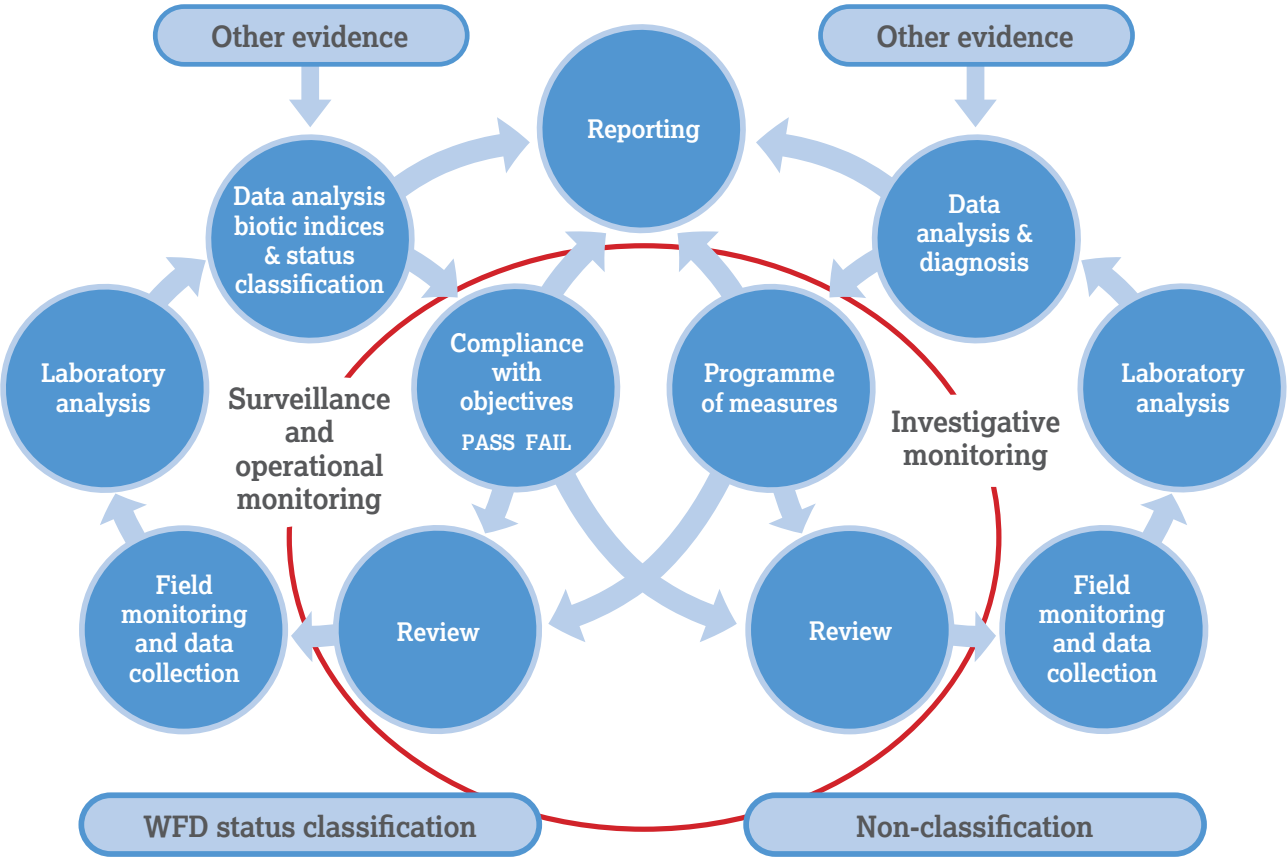 Other evidence
Other evidence
Reporting
Data analysis
biotic indices
& status
classification
Data
analysis &
diagnosis
Laboratory
analysis
Surveillance
and
operational
monitoring
Compliance
with
objectives
PASS FAIL
Programme
of measures
Investigative
monitoring
Laboratory
analysis
Field
monitoring
and data
collection
Review
Review
Field
monitoring
and data
collection
WFD status classification
Non-classification